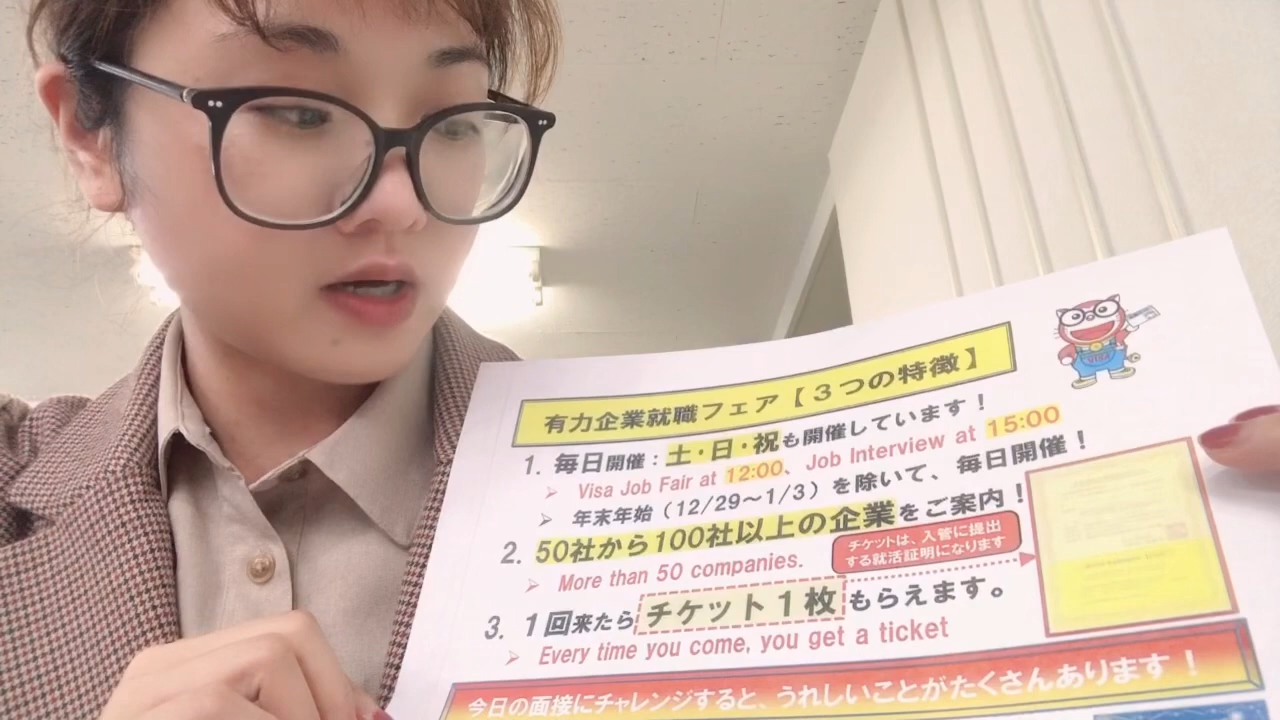 有力企業就職フェア【3つの特徴】
1. 毎日開催：土・日・祝も開催しています！
➢ Visa Job Fair at 12:00、Job Interview at 15:00
➢ 年末年始（12/29～1/3）を除いて、毎日開催！
2. 50社から100社以上の企業をご案内！
➢ More than 50 companies.
チケットは、入管に提出
する就活証明になります
3. 1回来たらチケット1枚もらえます。
➢ Every time you come, you get a ticket
今日の面接にチャレンジすると、うれしいことがたくさんあります！
VISA